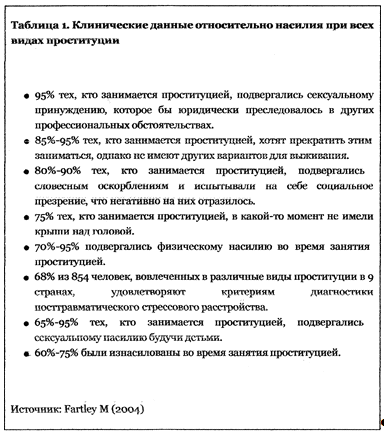 Таблица 1. Клинические данные относительно насилия при всех
видах проституции
● 95% тех, кто занимается проституцией, подвергались сексуальному
принуждению, которое бы юридически преследовалось в других
профессиональных обстоятельствах.
● 85%-95% тех, кто занимается проституцией, хотят прекратить этим
заниматься, однако не имеют других вариантов для выживания.
● 80%-90% тех, кто занимается проституцией, подвергались
словесным оскорблениям и испытывали на себе социальное
презрение, что негативно на них отразилось.
● 75% тех, кто занимается проституцией, в какой-то момент не имели
крыши над головой.
● 70%-95% подвергались физическому насилию во время занятия
проституцией.
● 68% из 854 человек, вовлеченных в различные виды проституции в 9
странах, удовлетворяют критериям диагностики
посттравматического стрессового расстройства.
● 65%-95% тех, кто занимается проституцией, подвергались
сексуальному насилию будучи детьми.
● 60%-75% были изнасилованы во время занятия проституцией.
Источник: Fartley M (2004)